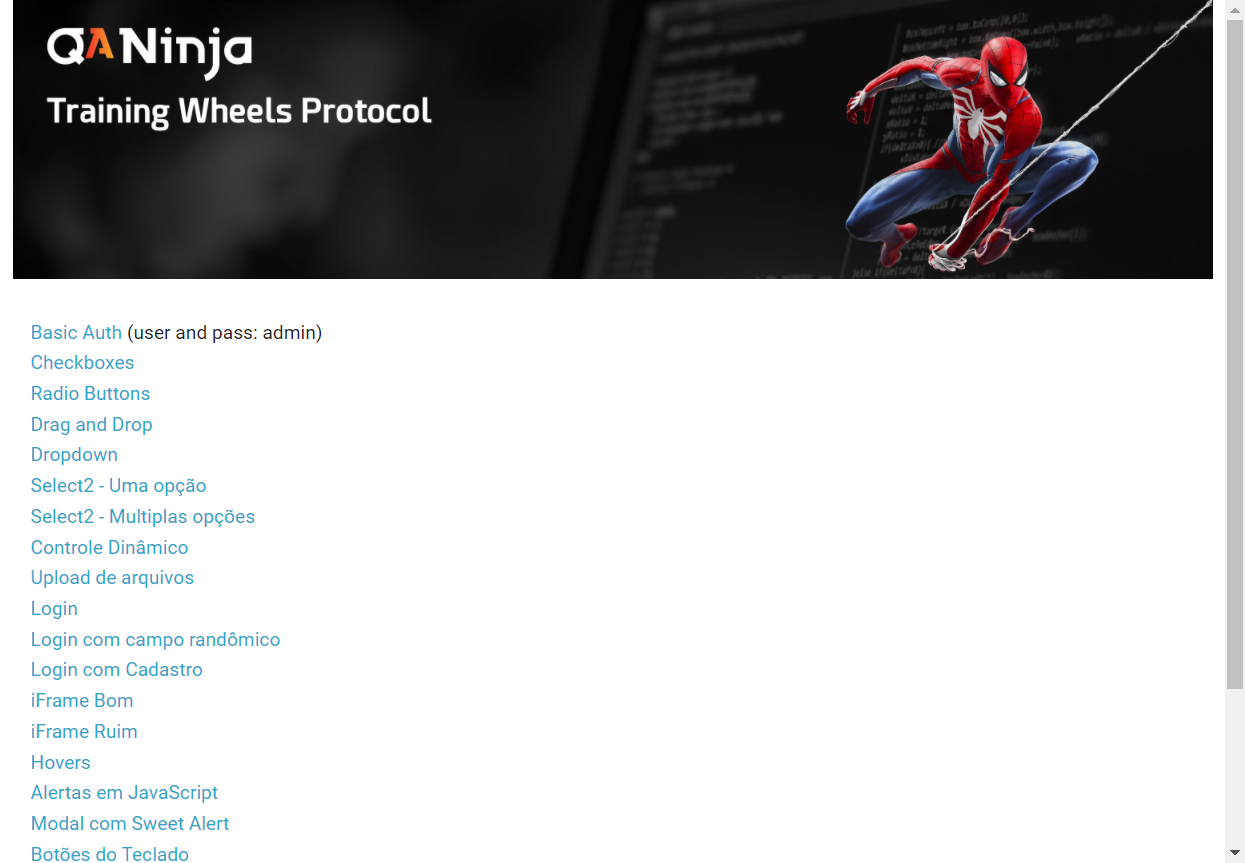 QANinja
Training Wheels Protocol
Basic Auth (user and pass: admin)
Checkboxes
Radio Buttons
Drag and Drop
Dropdown
Select2 - Uma opção
Select2 - Multiplas opções
Controle Dinâmico
Upload de arquivos
Login
Login com campo randômico
Login com Cadastro
iFrame Bom
iFrame Ruim
Hovers
Alertas em JavaScript
Modal com Sweet Alert
Botões do Teclado